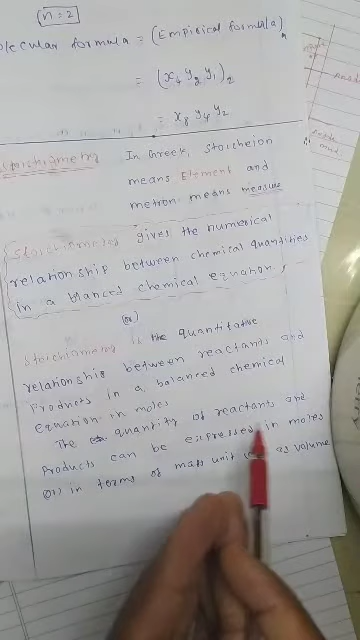 n = 2
olecular formula = (Empirical formula)n
= (x4 y2 y1)2
= x8 y4 y2
In Greek, stoicheion
means Element and
metron means measure
Stoichiometry gives the numerical
relationship between chemical quantities
in a blanced chemical equation,
(or)
Stoichiometry is the quantitative
relationship between reactants and
Products in a balanced chemical
equation in moles
The quantity of reactants and
Products can be expressed in moles
(or) in terms of mass unit as volume